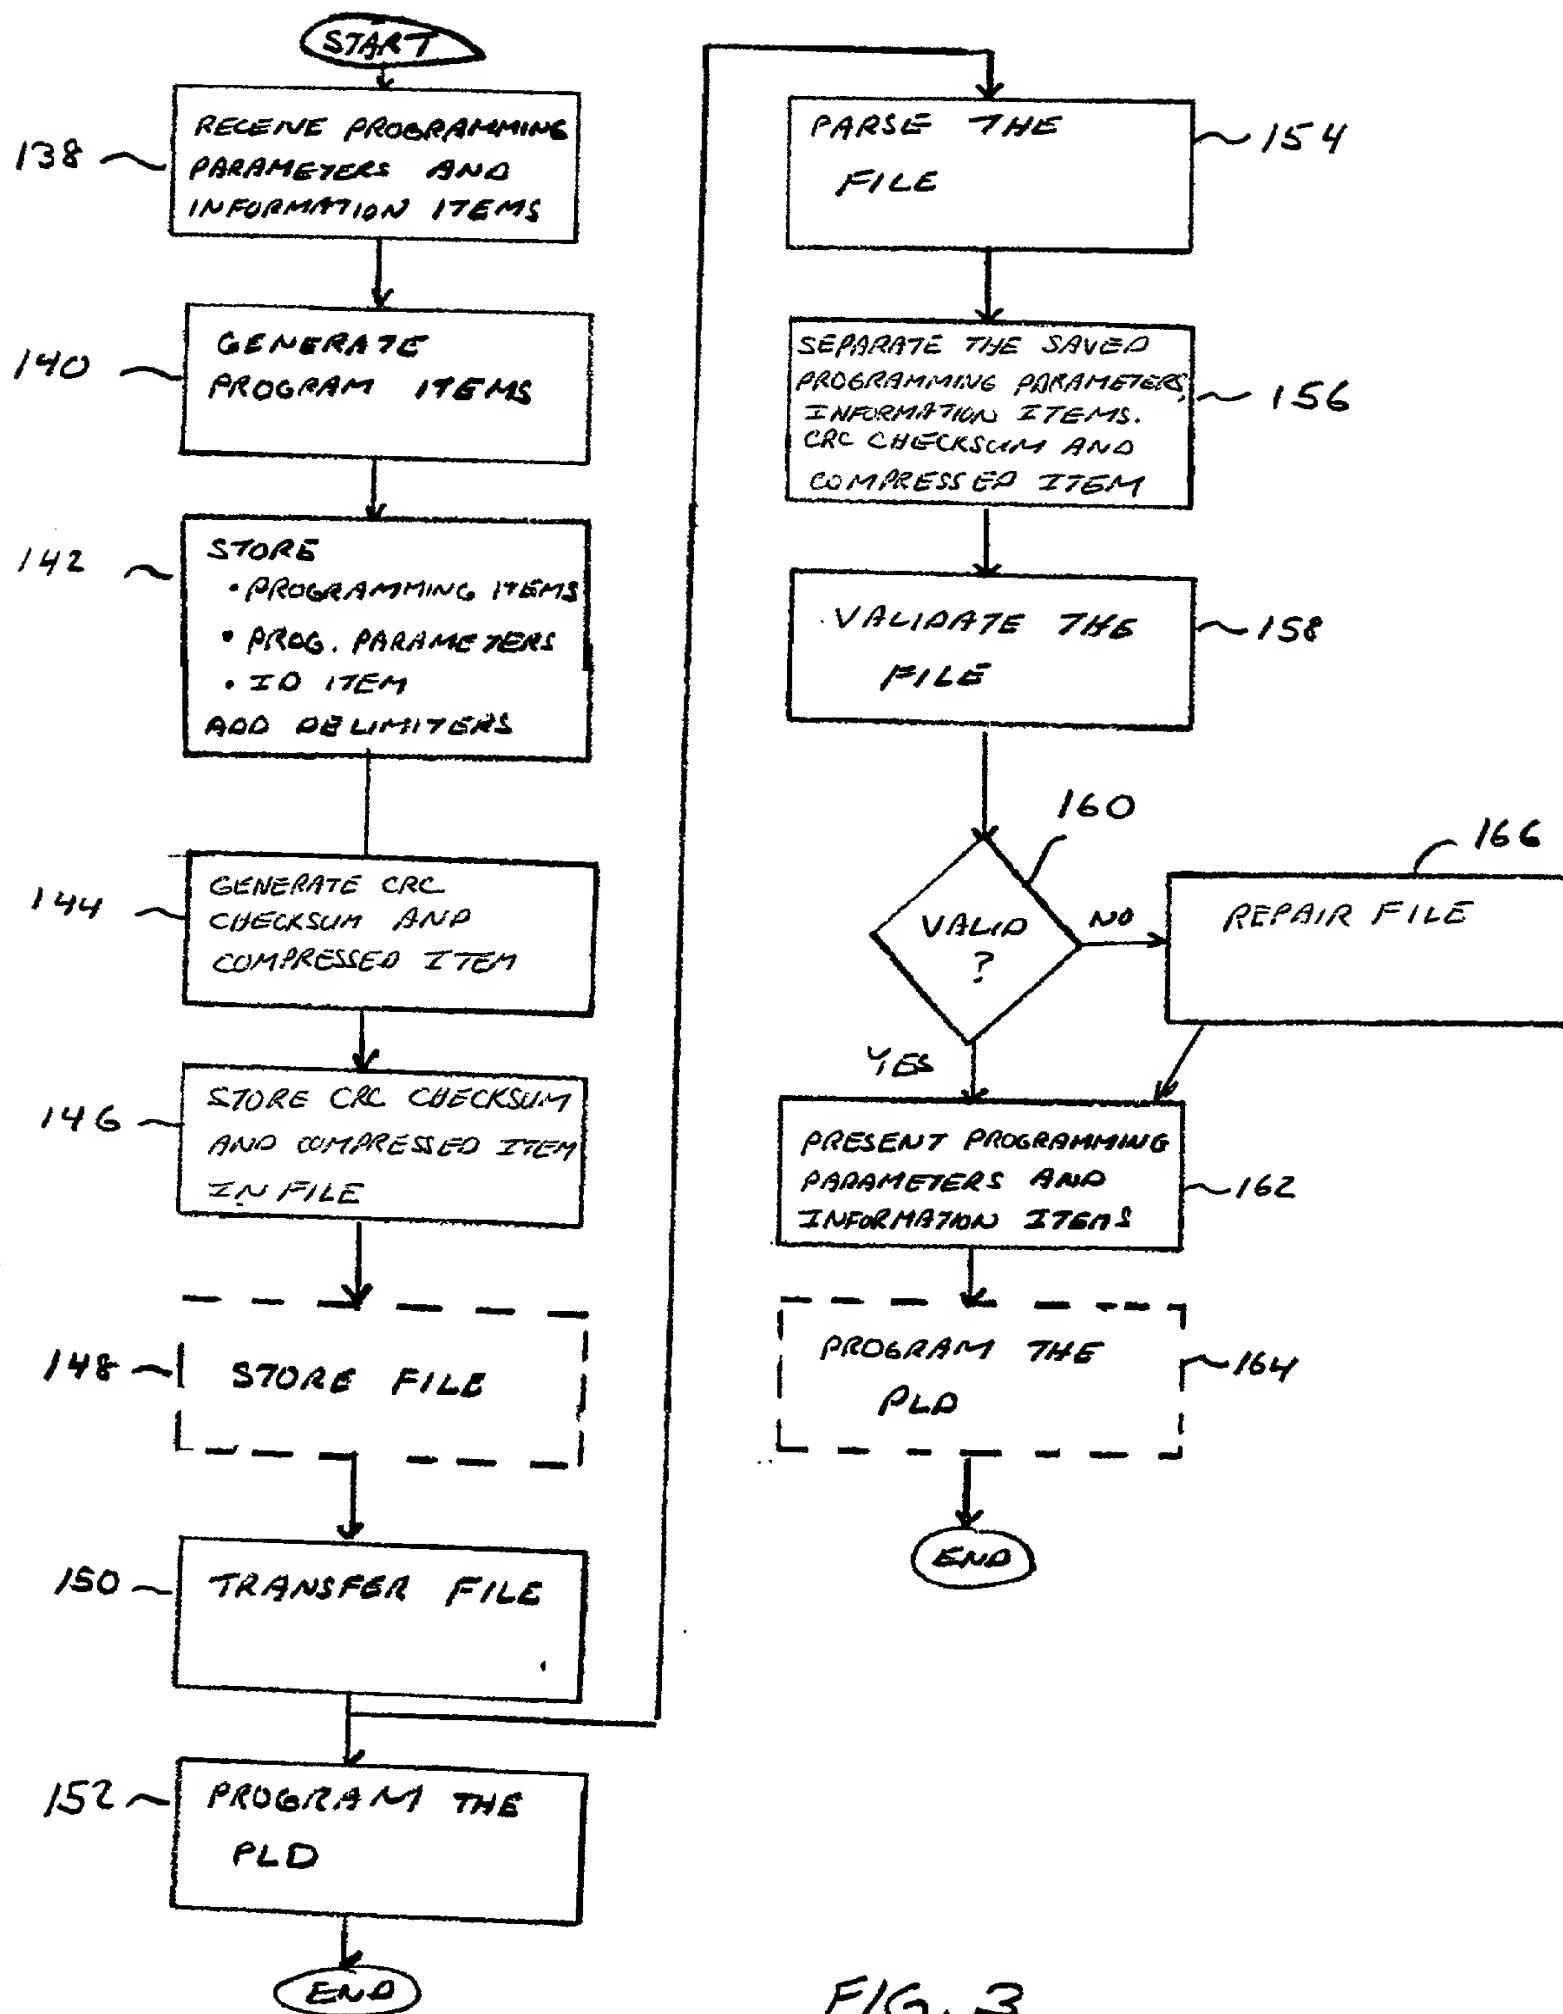 START
138
RECEIVE PROGRAMMING
PARAMETERS AND
INFORMATION ITEMS
140
GENERATE
PROGRAM ITEMS
142
STORE
• PROGRAMMING ITEMS
• PROG. PARAMETERS
• ID ITEM
ADD DELIMITERS
144
GENERATE CRC
CHECKSUM AND
COMPRESSED ITEM
146
STORE CRC CHECKSUM
AND COMPRESSED ITEM
IN FILE
148
STORE FILE
150
TRANSFER FILE
152
PROGRAM THE
PLD
END
PARSE THE
FILE
154
SEPARATE THE SAVED
PROGRAMMING PARAMETERS,
INFORMATION ITEMS.
CRC CHECKSUM AND
COMPRESSED ITEM
156
VALIDATE THE
FILE
158
160
VALID
?
NO
166
REPAIR FILE
YES
PRESENT PROGRAMMING
PARAMETERS AND
INFORMATION ITEMS
162
PROGRAM THE
PLD
164
END
FIG. 3